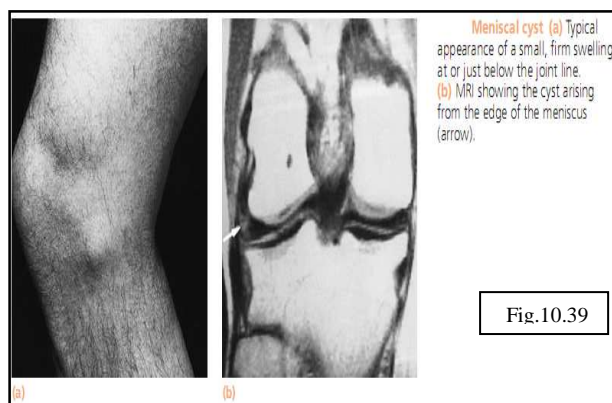 Meniscal cyst (a) Typical
appearance of a small, firm swelling
at or just below the joint line.
(b) MRI showing the cyst arising
from the edge of the meniscus
(arrow).
Fig.10.39
(a)
(b)